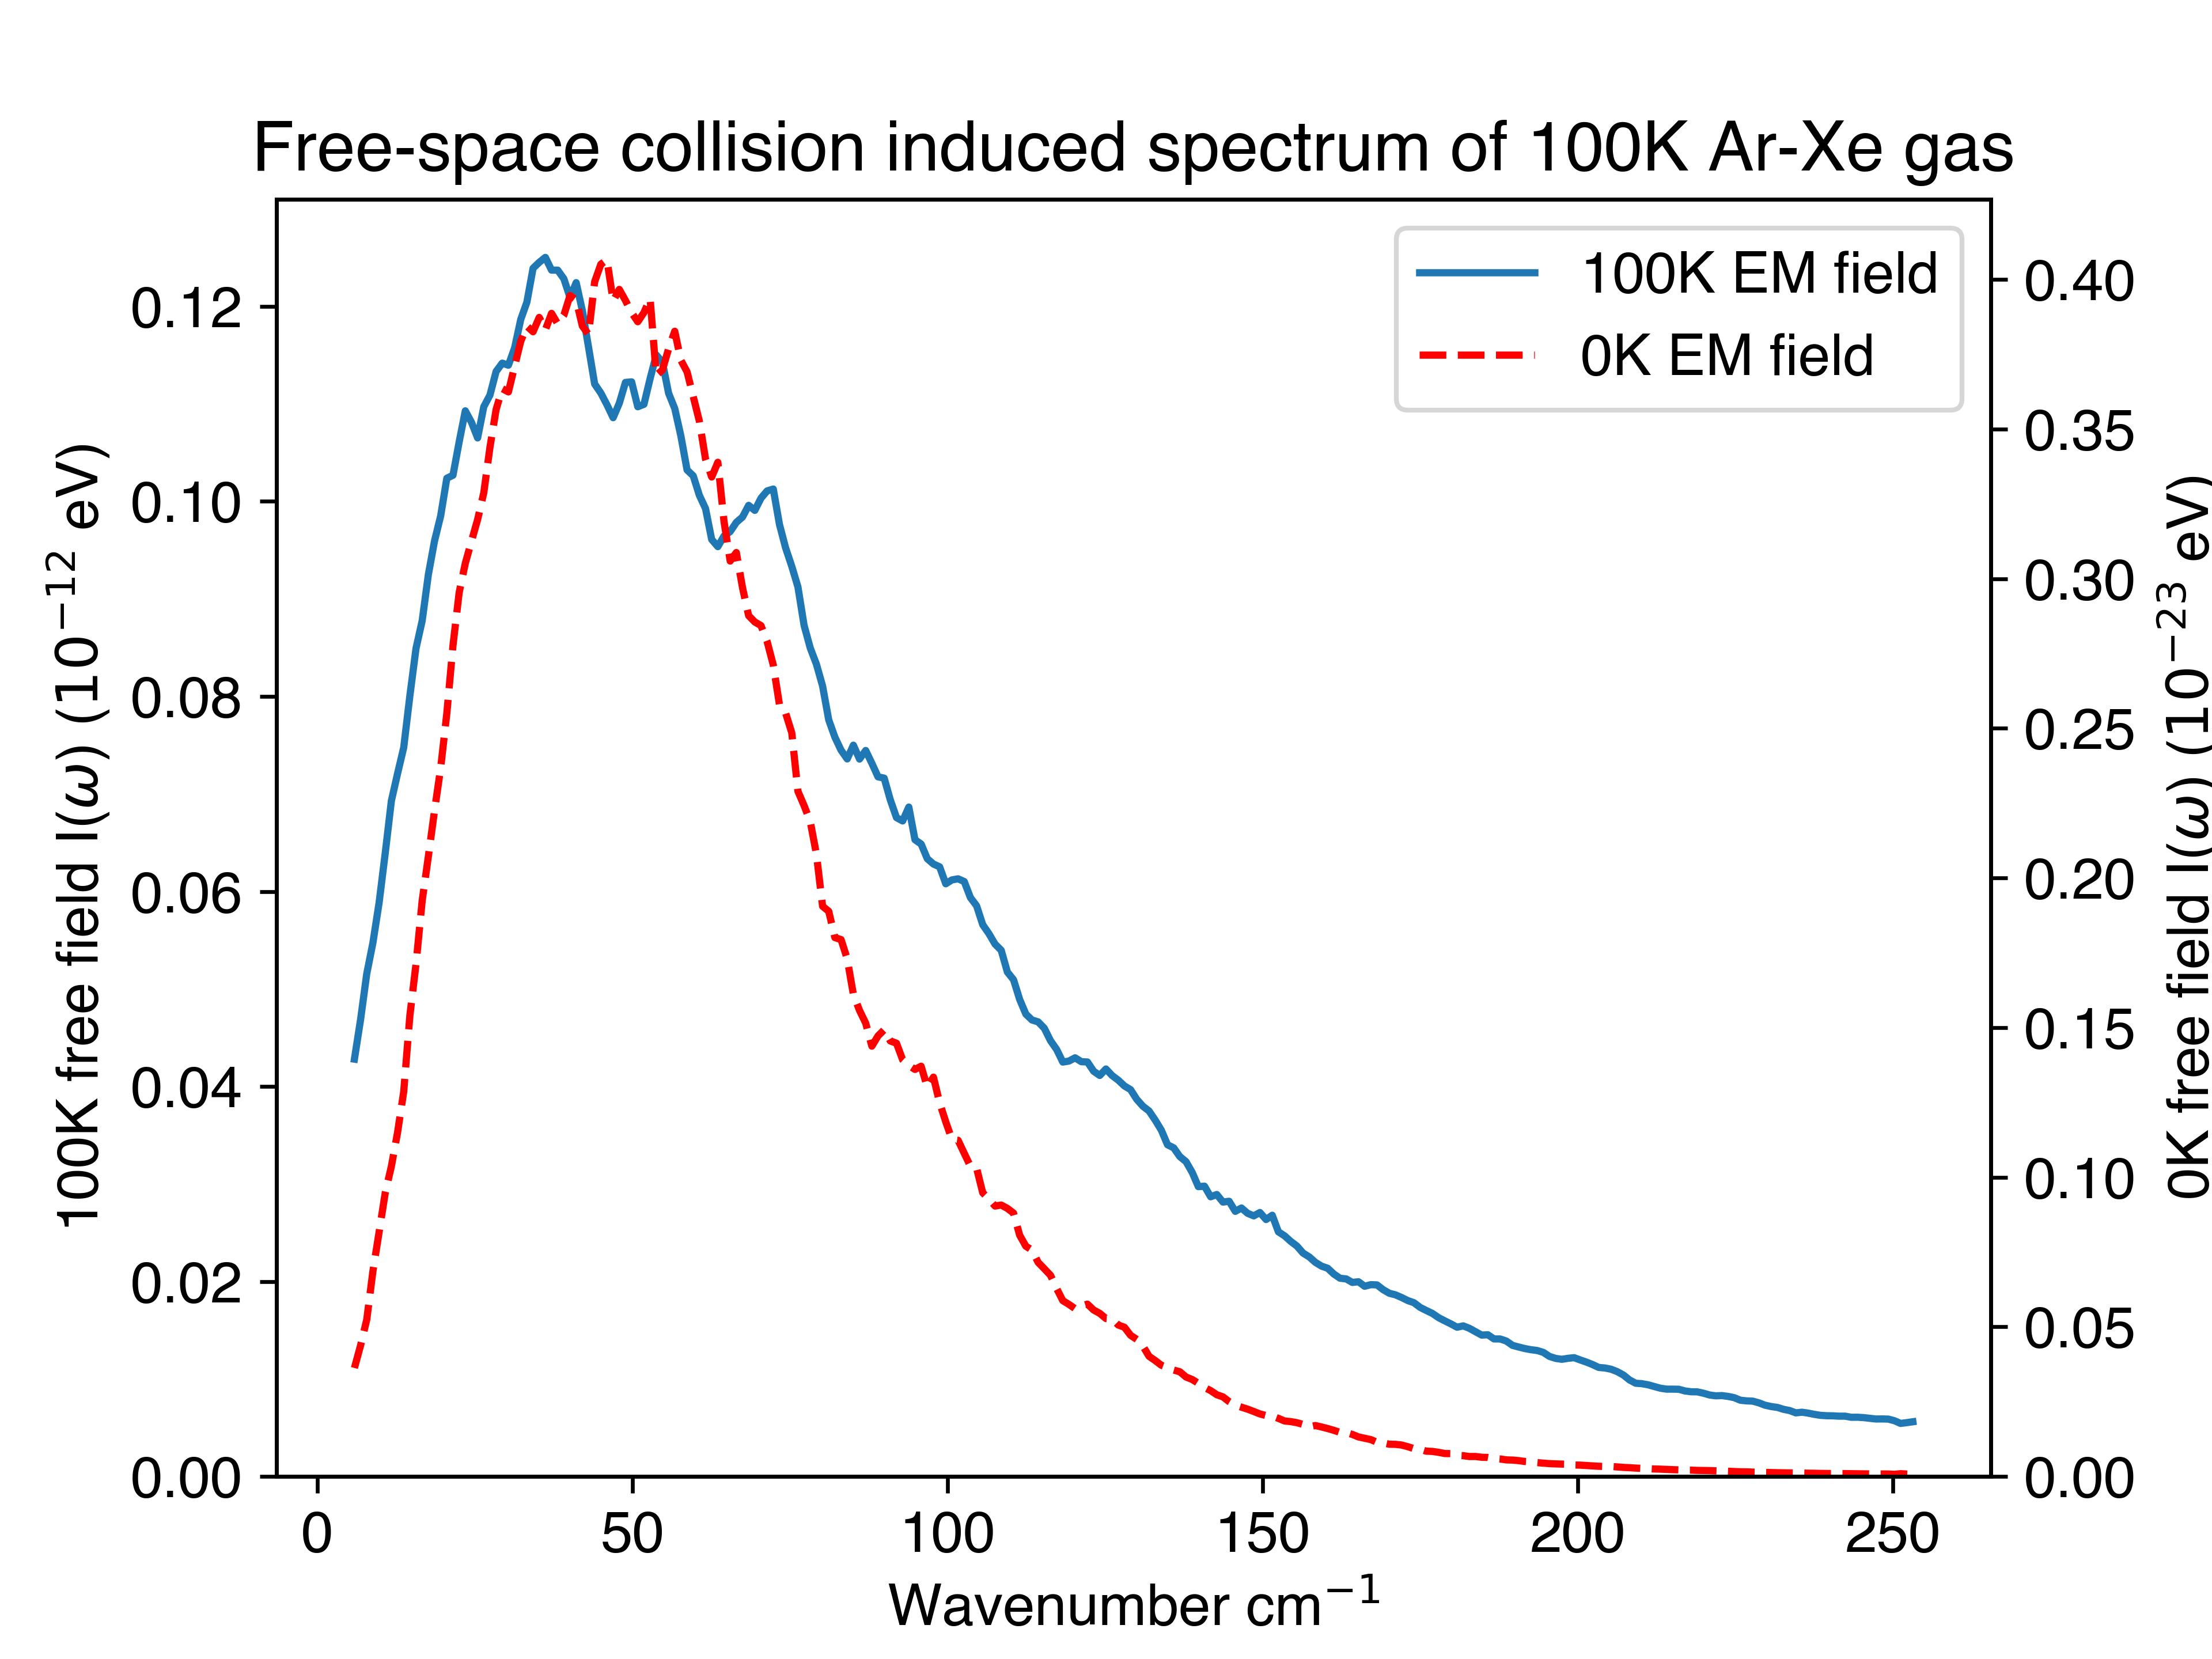 Free-space collision induced spectrum of 100K Ar-Xe gas
100K EM field
0K EM field
100K free field I(ω) (10⁻¹² eV)
0.12
0.10
0.08
0.06
0.04
0.02
0.00
0.40
0.35
0.30
0.25
0.20
0.15
0.10
0.05
0.00
0K free field I(ω) (10⁻²³ eV)
0 50 100 150 200 250
Wavenumber cm⁻¹